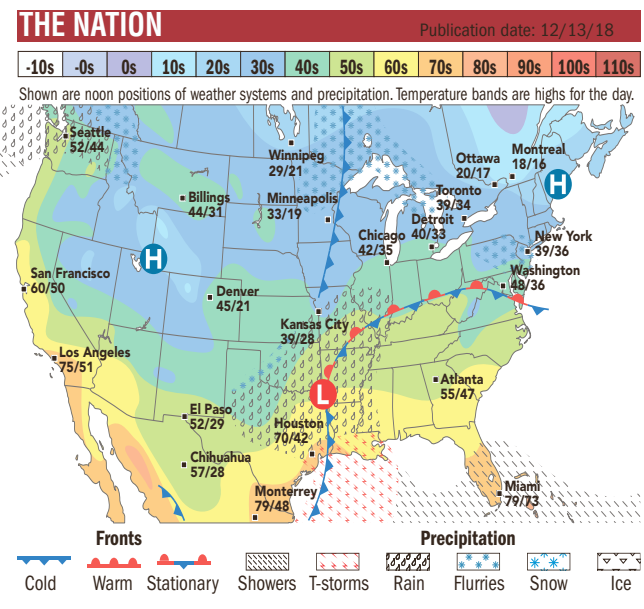 THE NATION
Publication date: 12/13/18
-10s -0s 0s 10s 20s 30s 40s 50s 60s 70s 80s 90s 100s 110s
Shown are noon positions of weather systems and precipitation. Temperature bands are highs for the day.
Seattle
52/44
Winnipeg
29/21
Ottawa
20/17
Montreal
18/16
H
Billings
44/31
Minneapolis
33/19
Toronto
39/34
Detroit
40/33
Chicago
42/35
New York
39/36
H
San Francisco
60/50
Denver
45/21
Washington
48/36
Kansas City
39/28
Los Angeles
75/51
L
Atlanta
55/47
El Paso
52/29
Houston
70/42
Chihuahua
57/28
Monterrey
79/48
Miami
79/73
Fronts
Precipitation
Cold Warm Stationary Showers T-storms Rain Flurries Snow Ice